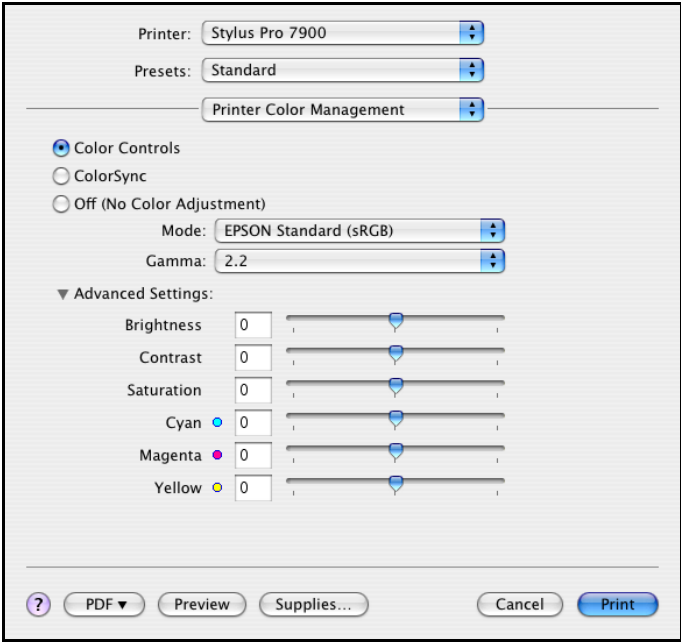 Printer: Stylus Pro 7900
Presets: Standard
Printer Color Management
Color Controls
ColorSync
Off (No Color Adjustment)
Mode: EPSON Standard (sRGB)
Gamma: 2.2
Advanced Settings:
Brightness 0
Contrast 0
Saturation 0
Cyan 0
Magenta 0
Yellow 0
? PDF ▼ Preview Supplies... Cancel Print